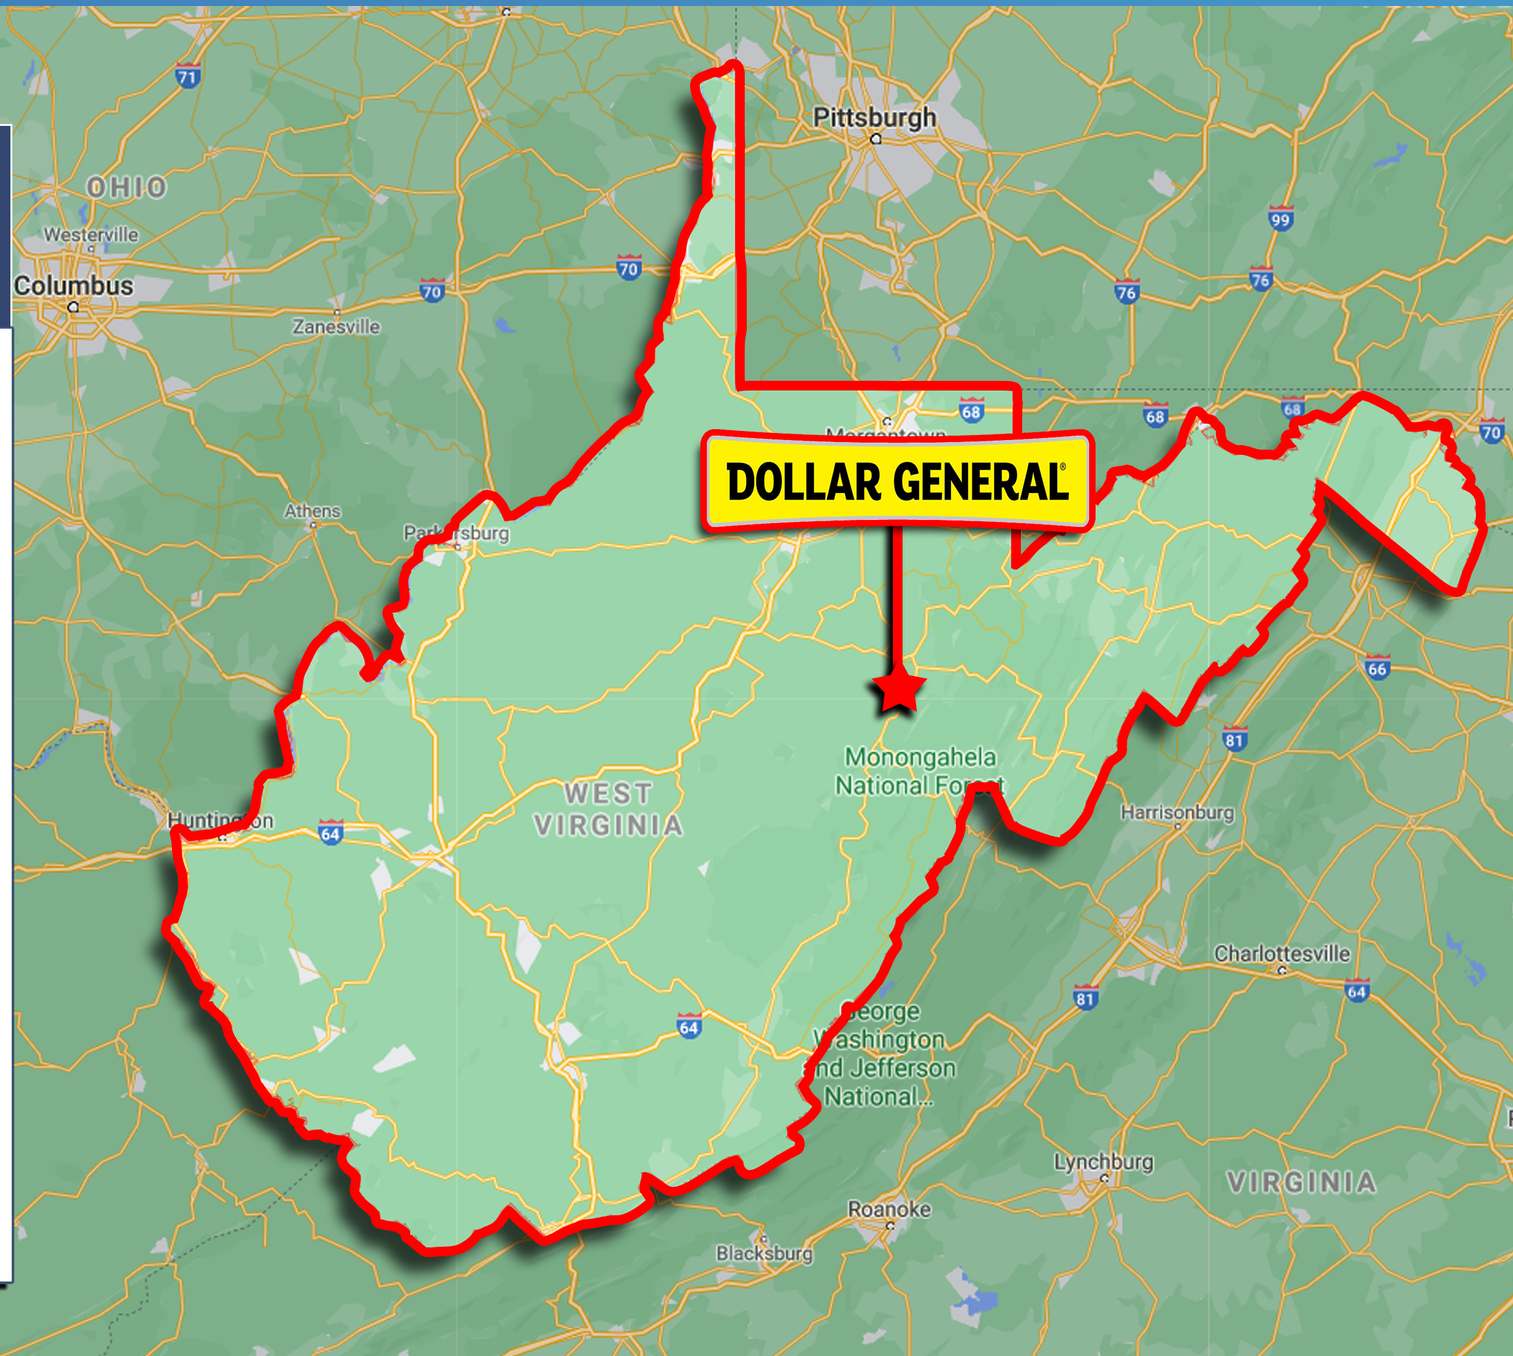 71
Pittsburgh
OHIO
99
Westerville
70
76
Columbus
70
76
Zanesville
68
68
68
70
DOLLAR GENERAL®
Athens
Parkersburg
66
81
Monongahela
National Forest
WEST
VIRGINIA
Harrisonburg
Huntington
64
Charlottesville
81
64
George
Washington
and Jefferson
National...
64
Lynchburg
VIRGINIA
Roanoke
Blacksburg